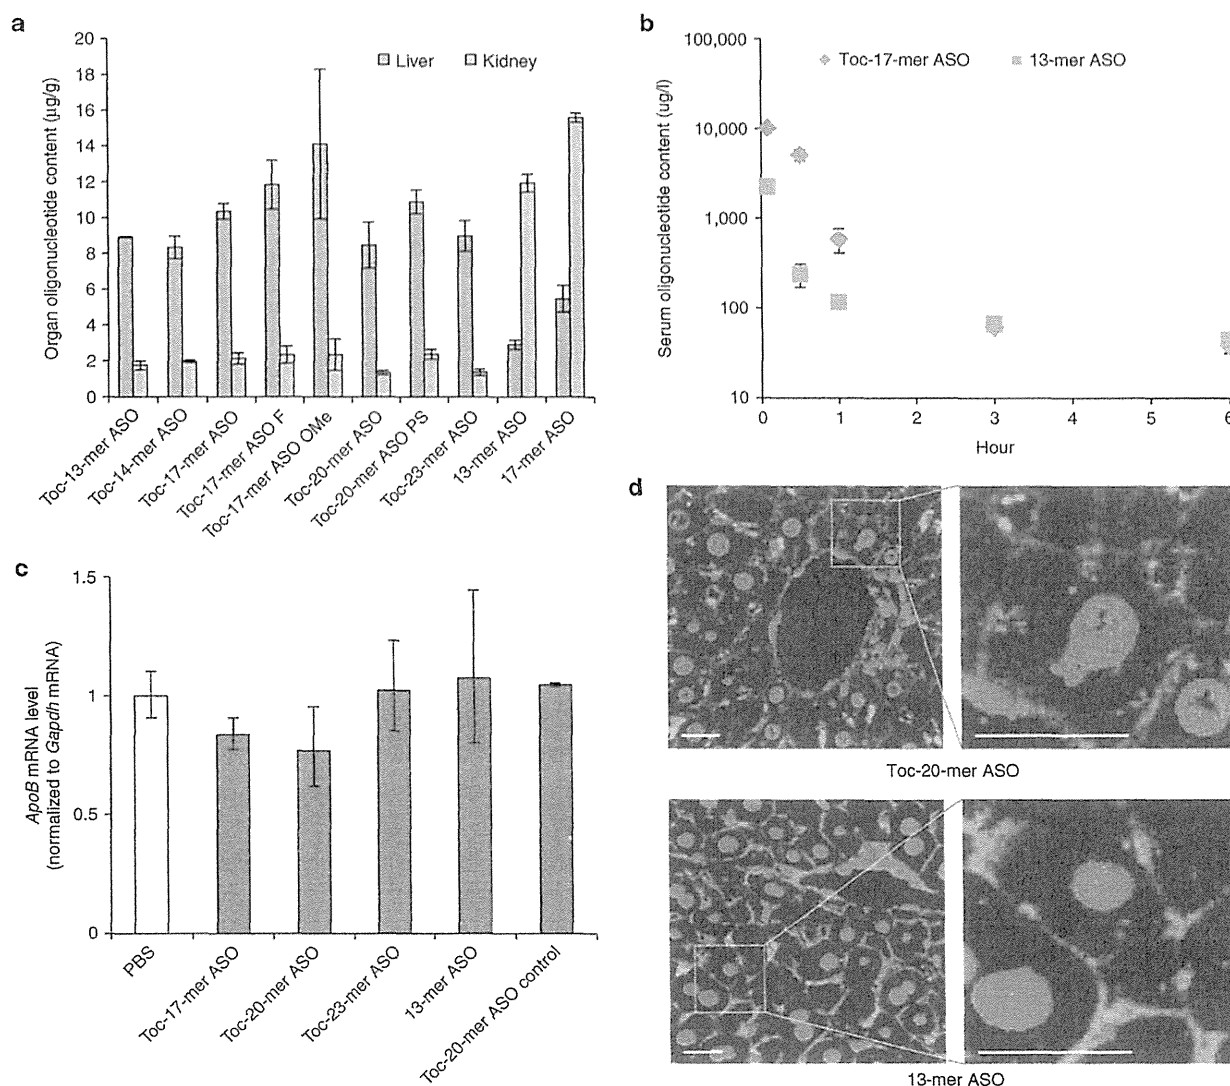 a
20
18
16
14
12
10
8
6
4
2
0
Organ oligonucleotide content (µg/g)
Liver Kidney
Toc-13-mer ASO
Toc-14-mer ASO
Toc-17-mer ASO
Toc-17-mer ASO F
Toc-17-mer ASO OMe
Toc-20-mer ASO
Toc-20-mer ASO PS
Toc-23-mer ASO
13-mer ASO
17-mer ASO
b
100,000
10,000
1,000
100
10
Serum oligonucleotide content (ug/l)
Toc-17-mer ASO 13-mer ASO
0 1 2 3 4 5 6
Hour
c
1.5
1
0.5
0
ApoB mRNA level
(normalized to Gapdh mRNA)
PBS
Toc-17-mer ASO
Toc-20-mer ASO
Toc-23-mer ASO
13-mer ASO
Toc-20-mer ASO control
d
Toc-20-mer ASO
13-mer ASO